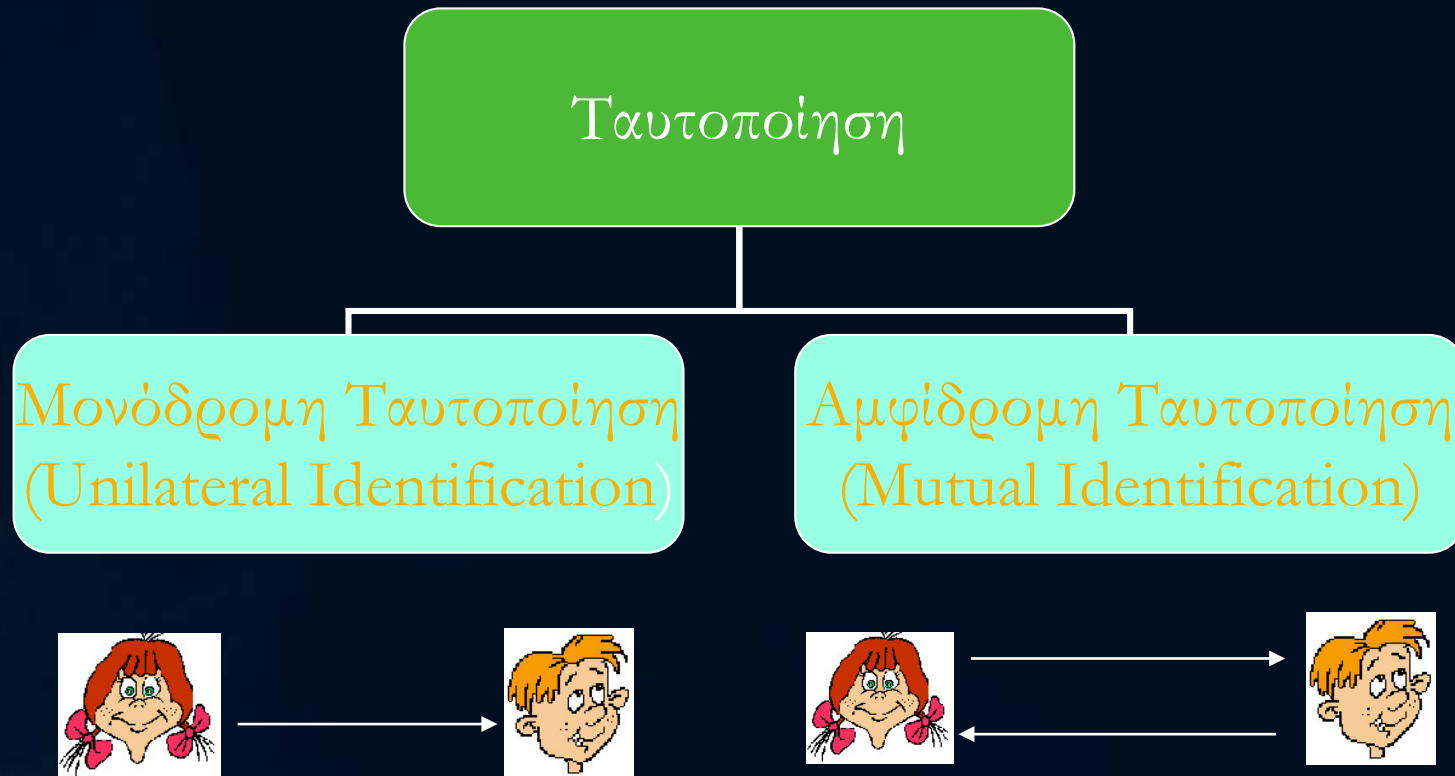 Ταυτοποίηση
Μονόδρομη Ταυτοποίηση
(Unilateral Identification)
Αμφίδρομη Ταυτοποίηση
(Mutual Identification)